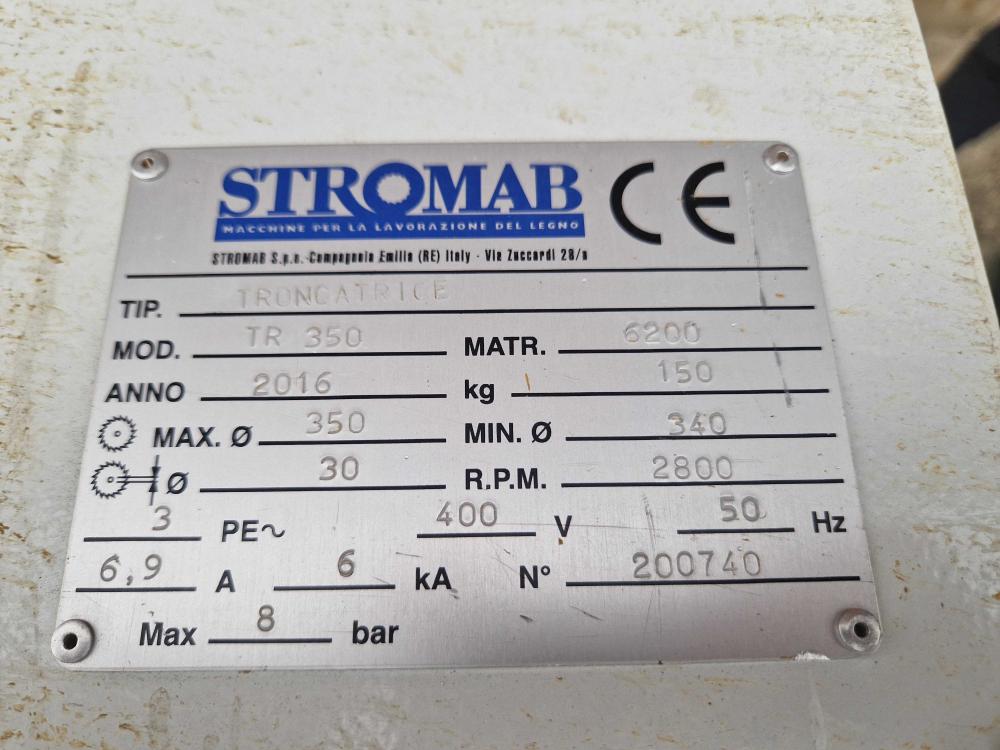 STROMAB CE
MACCHINE PER LA LAVORAZIONE DEL LEGNO
STROMAB S.p.a. - Campagnola Emilia (RE) Italy - Via Zuccardi 28/a
TIP. TRONCATRICE
MOD. TR 350 MATR. 6200
ANNO 2016 kg 150
MAX. Ø 350 MIN. Ø 340
Ø 30 R.P.M. 2800
3 PE~ 400 V 50 Hz
6,9 A 6 kA N° 200740
Max 8 bar